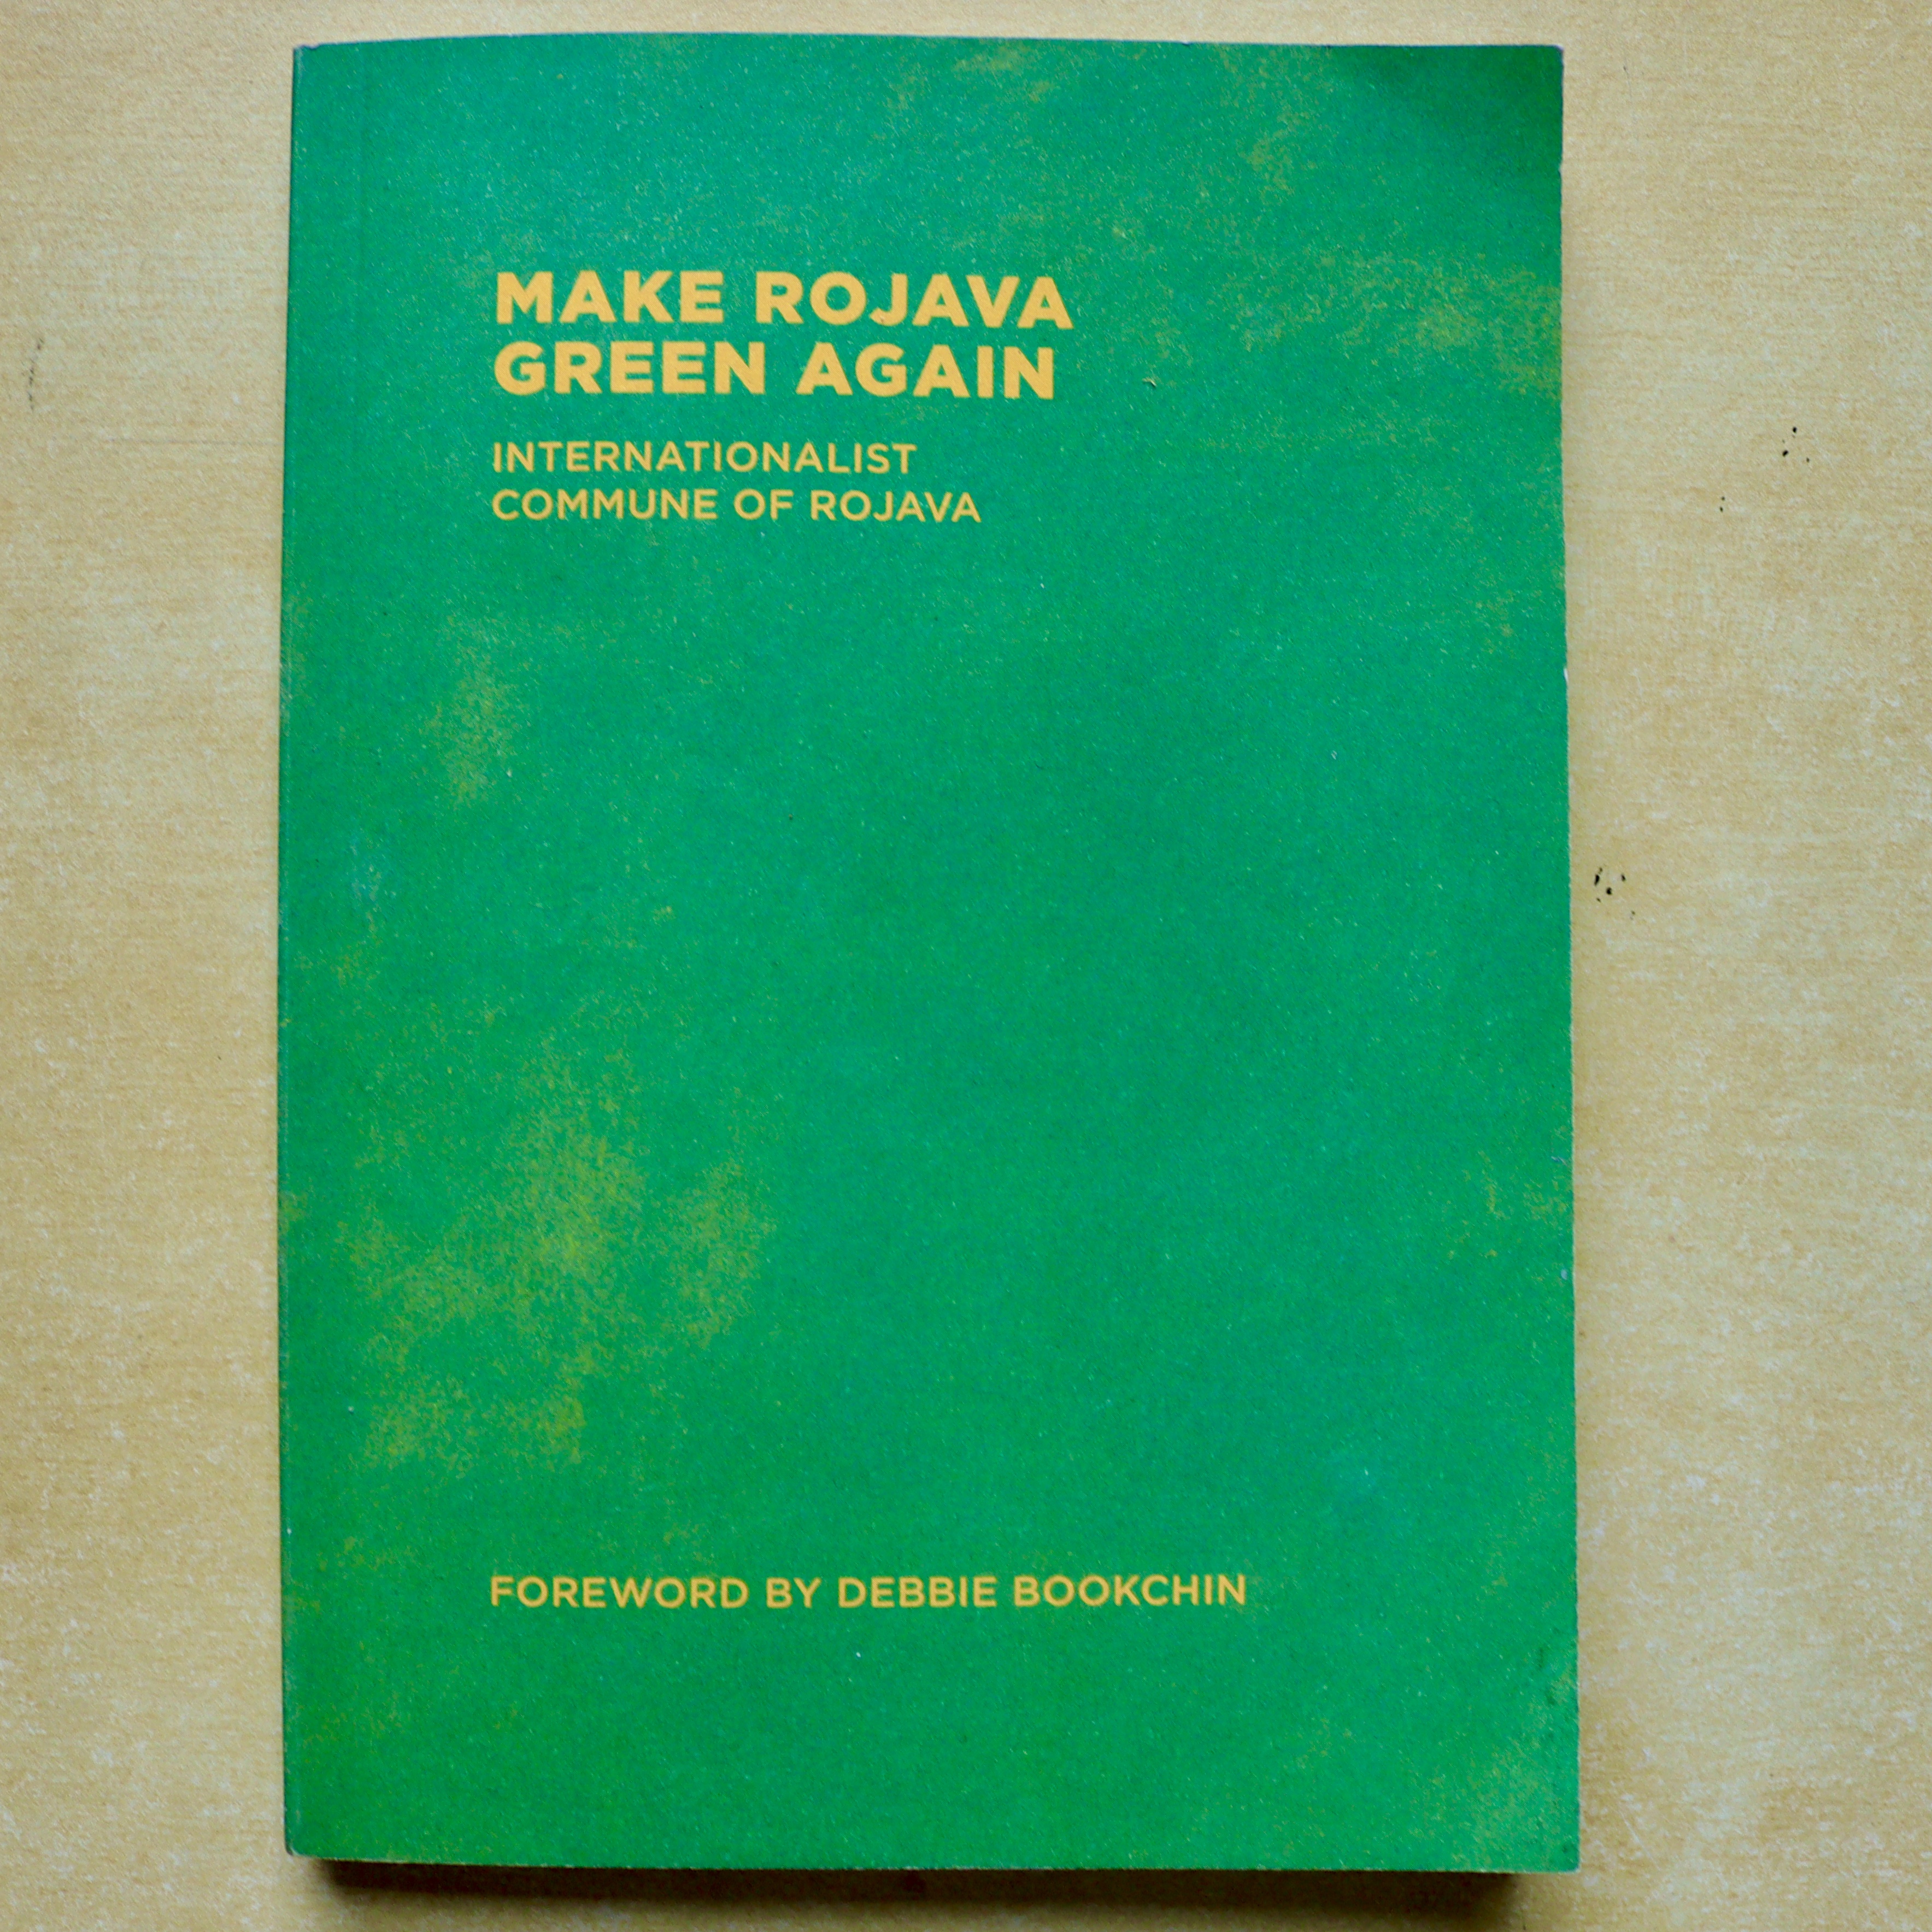 MAKE ROJAVA
GREEN AGAIN
INTERNATIONALIST
COMMUNE OF ROJAVA
FOREWORD BY DEBBIE BOOKCHIN